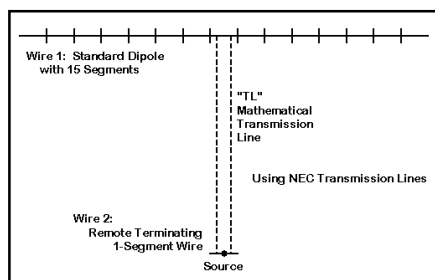 Wire 1: Standard Dipole
with 15 Segments
"TL"
Mathematical
Transmission
Line
Using NEC Transmission Lines
Wire 2:
Remote Terminating
1-Segment Wire
Source